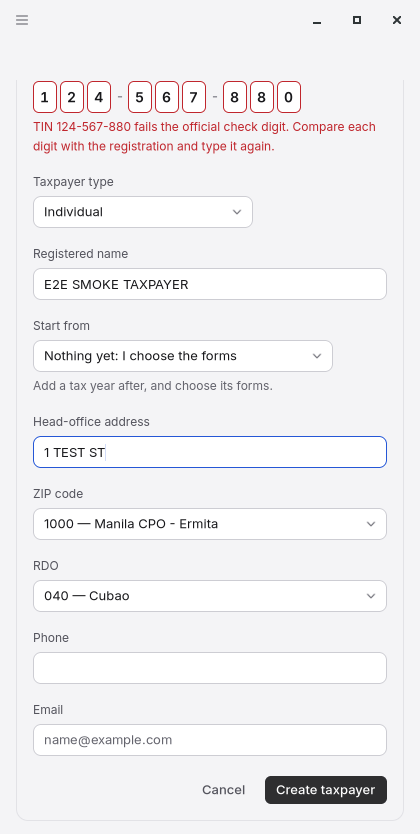 1 2 4 - 5 6 7 - 8 8 0
TIN 124-567-880 fails the official check digit. Compare each
digit with the registration and type it again.
Taxpayer type
Individual
Registered name
E2E SMOKE TAXPAYER
Start from
Nothing yet: I choose the forms
Add a tax year after, and choose its forms.
Head-office address
1 TEST ST
ZIP code
1000 — Manila CPO - Ermita
RDO
040 — Cubao
Phone
Email
name@example.com
Cancel
Create taxpayer